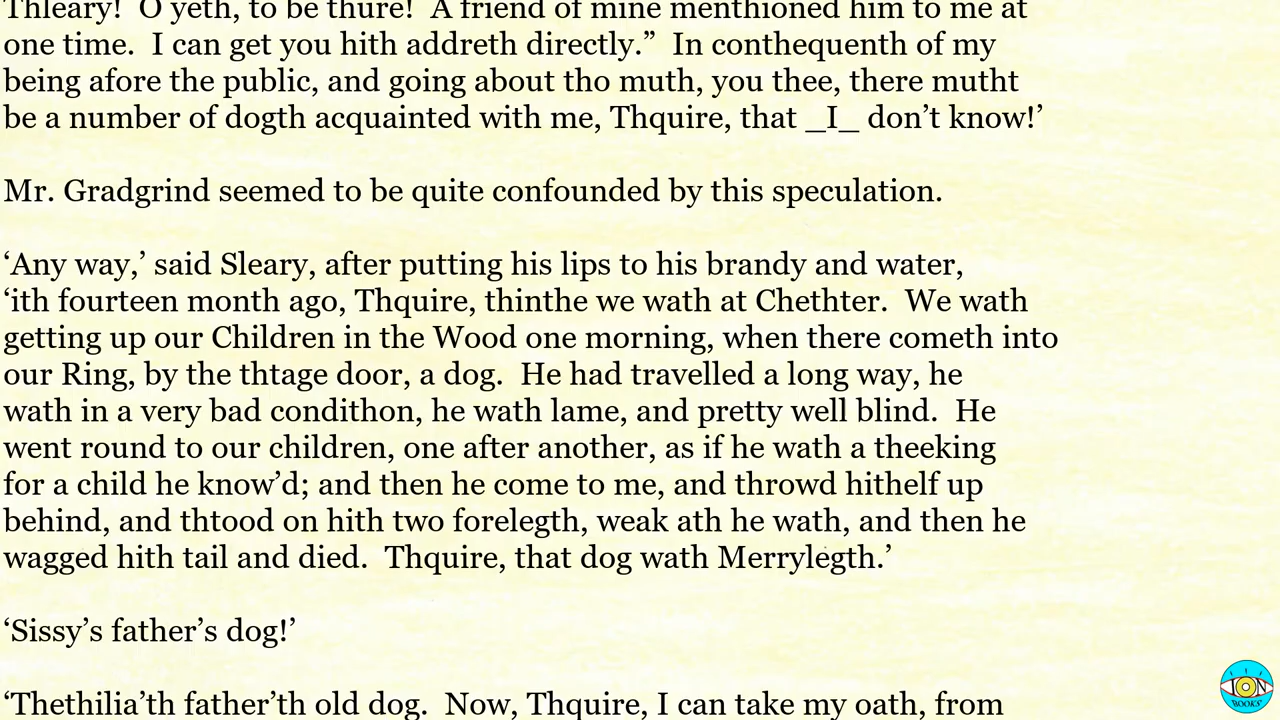 Thleary!  O yeth, to be thure!  A friend of mine menthioned him to me at
one time.  I can get you hith addreth directly.”  In conthequenth of my
being afore the public, and going about tho muth, you thee, there mutht
be a number of dogth acquainted with me, Thquire, that _I_ don’t know!’

Mr. Gradgrind seemed to be quite confounded by this speculation.

‘Any way,’ said Sleary, after putting his lips to his brandy and water,
‘ith fourteen month ago, Thquire, thinthe we wath at Chethter.  We wath
getting up our Children in the Wood one morning, when there cometh into
our Ring, by the thtage door, a dog.  He had travelled a long way, he
wath in a very bad condithon, he wath lame, and pretty well blind.  He
went round to our children, one after another, as if he wath a theeking
for a child he know’d; and then he come to me, and throwd hithelf up
behind, and thtood on hith two forelegth, weak ath he wath, and then he
wagged hith tail and died.  Thquire, that dog wath Merrylegth.’

‘Sissy’s father’s dog!’

‘Thethilia’th father’th old dog.  Now, Thquire, I can take my oath, from
ION
BOOKS